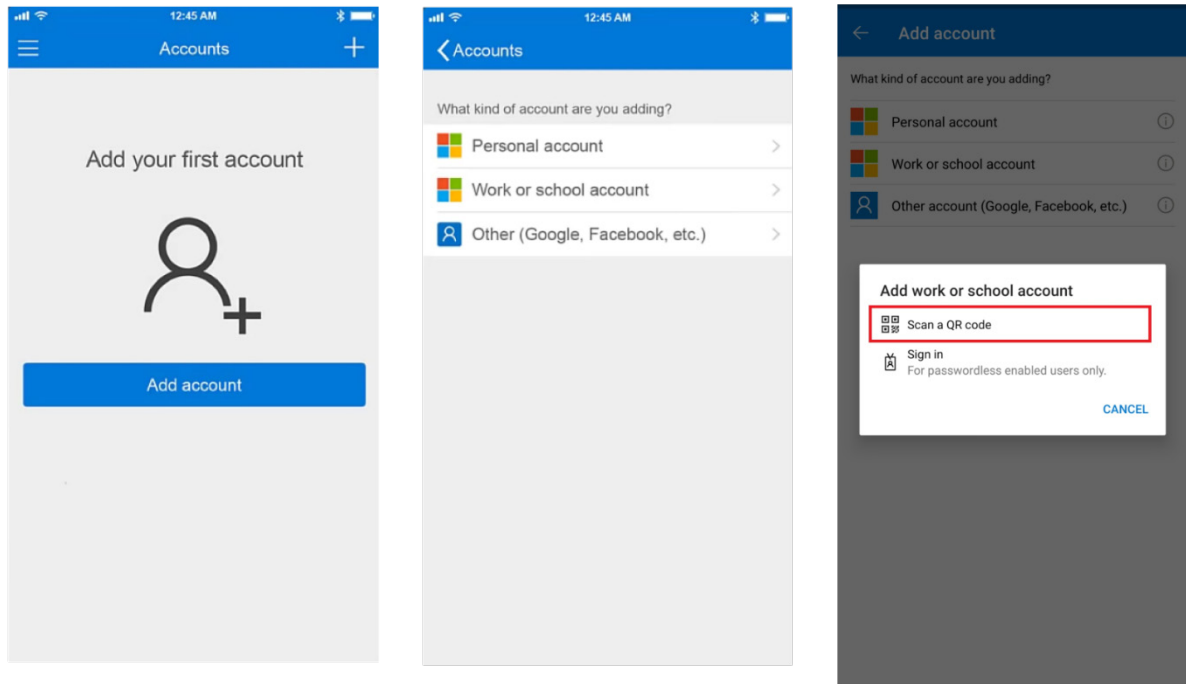 12:45 AM
Accounts
Add your first account
Add account
12:45 AM
Accounts
What kind of account are you adding?
Personal account
Work or school account
Other (Google, Facebook, etc.)
Add account
What kind of account are you adding?
Personal account
Work or school account
Other account (Google, Facebook, etc.)
Add work or school account
Scan a QR code
Sign in
For passwordless enabled users only.
CANCEL